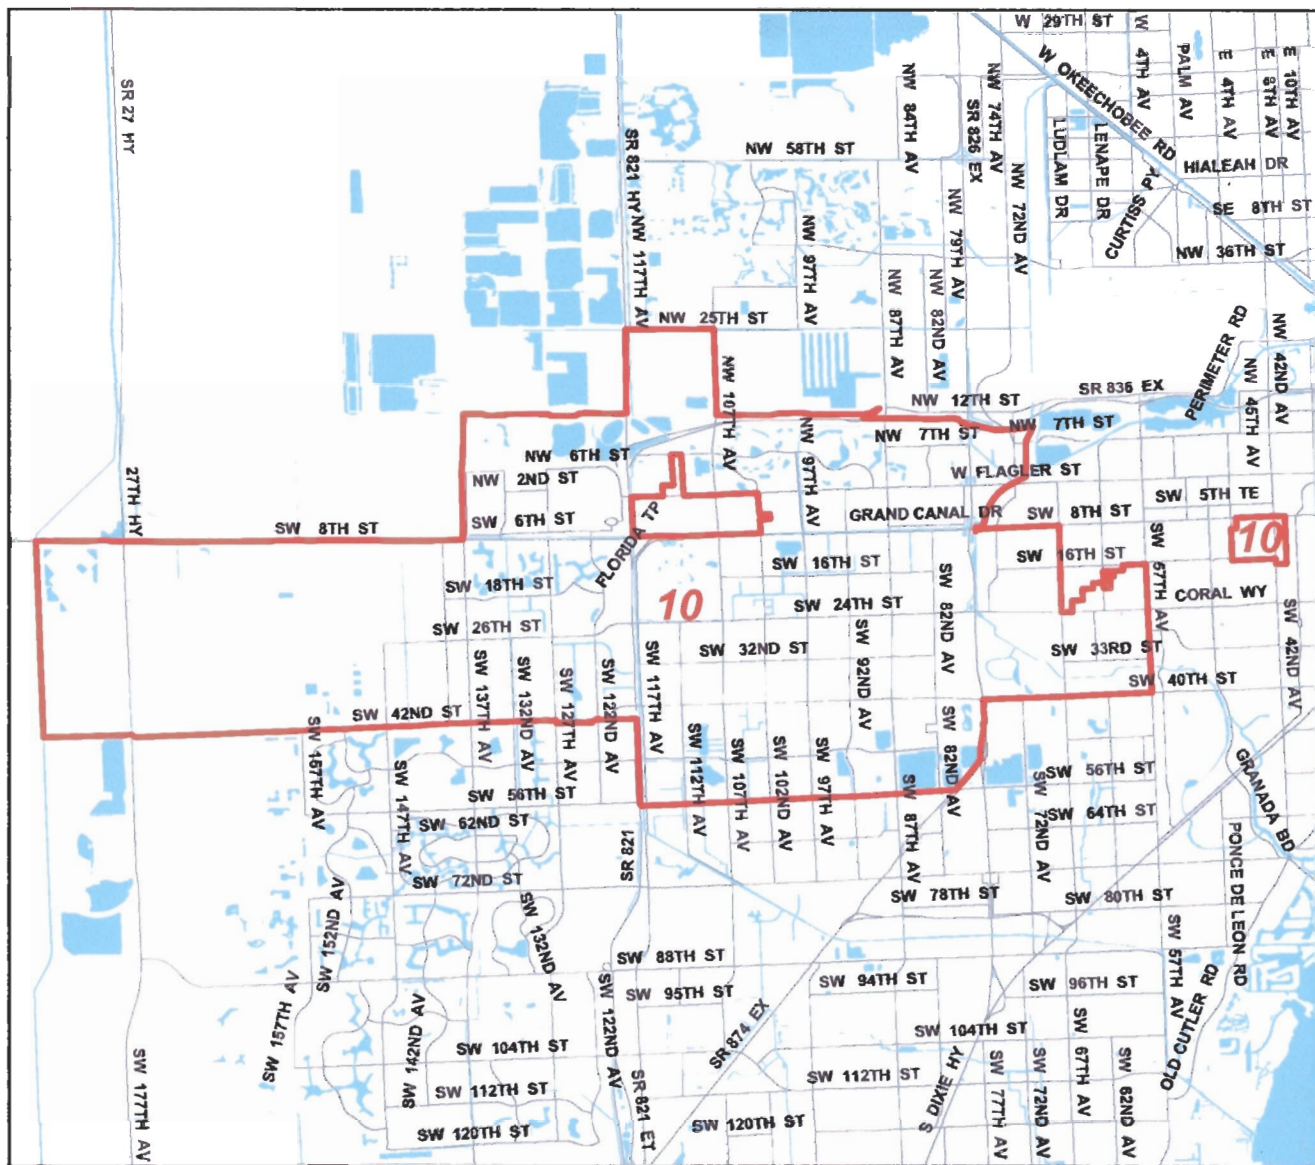 W 29TH ST
W 4TH AV
PALM AV
E 4TH AV
E 8TH AV
E 10TH AV
W OKEECHOBEE RD
SR 27 HY
SR 821 HY
NW 117TH AV
NW 84TH AV
SR 826 EX
NW 74TH AV
LUDLAM DR
LENAPE DR
CURTISS PY
HIALEAH DR
NW 58TH ST
NW 72ND AV
SE 8TH ST
NW 36TH ST
NW 97TH AV
NW 79TH AV
NW 87TH AV
NW 82ND AV
NW 25TH ST
PERIMETER RD
NW 42ND AV
NW 45TH AV
SR 836 EX
NW 107TH AV
NW 12TH ST
NW 7TH ST
NW 7TH ST
NW 97TH AV
NW 6TH ST
NW 2ND ST
W FLAGLER ST
27TH HY
SW 8TH ST
SW 6TH ST
FLORIDA TP
GRAND CANAL DR
SW 8TH ST
SW 5TH TE
10
SW 16TH ST
SW 16TH ST
SW 57TH AV
SW 18TH ST
10
SW 24TH ST
SW 82ND AV
CORAL WY
SW 26TH ST
SW 32ND ST
SW 92ND AV
SW 33RD ST
SW 42ND AV
SW 40TH ST
SW 42ND ST
SW 137TH AV
SW 132ND AV
SW 127TH AV
SW 122ND AV
SW 117TH AV
SW 157TH AV
SW 147TH AV
SW 112TH AV
SW 107TH AV
SW 102ND AV
SW 97TH AV
SW 87TH AV
SW 82ND AV
SW 72ND AV
SW 56TH ST
SW 56TH ST
GRANADA BD
SW 62ND ST
SW 64TH ST
SR 821
SW 72ND ST
SW 78TH ST
SW 80TH ST
PONCE DE LEON RD
SW 152ND AV
SW 132ND AV
SW 88TH ST
SW 57TH AV
SW 95TH ST
SW 94TH ST
SW 96TH ST
OLD CUTLER RD
SW 157TH AV
SW 142ND AV
SW 122ND AV
SR 874 EX
SW 104TH ST
SW 104TH ST
SW 67TH AV
SW 177TH AV
SW 112TH ST
SR 821 ET
SW 112TH ST
S DIXIE HY
SW 77TH AV
SW 72ND AV
SW 62ND AV
SW 120TH ST
SW 120TH ST